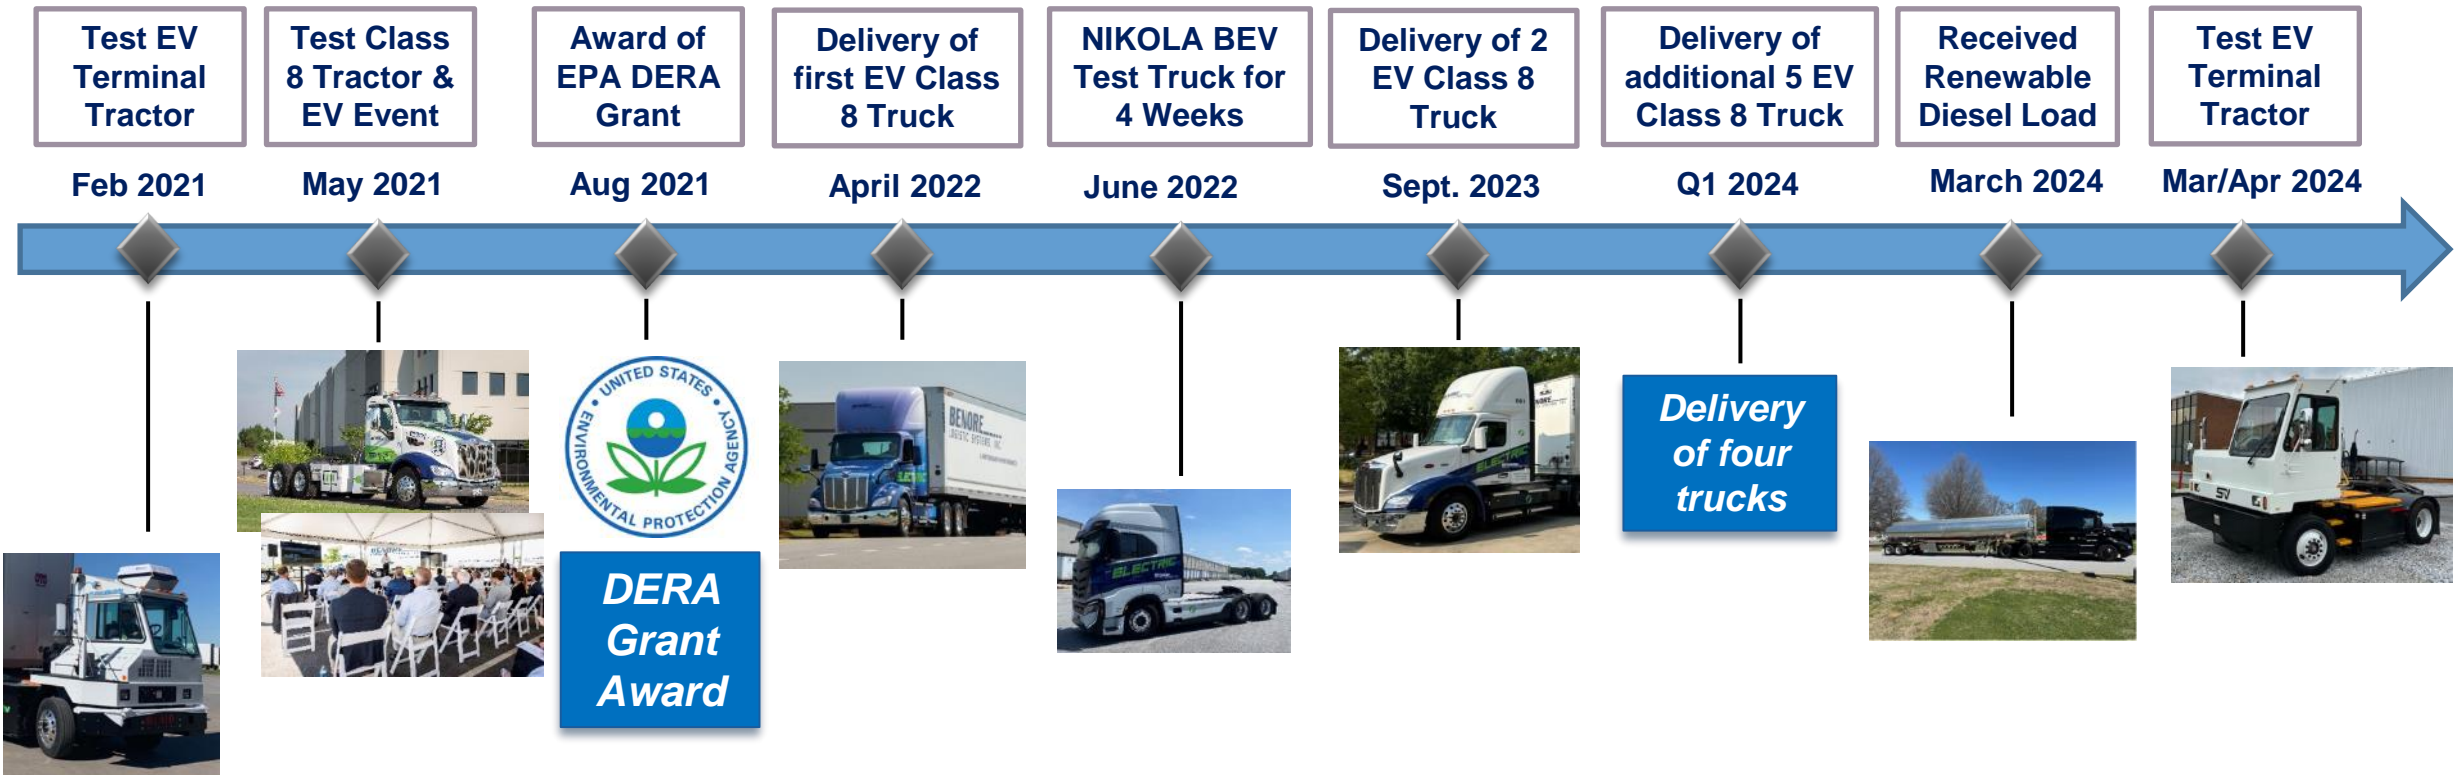 Test EV
Terminal
Tractor
Feb 2021
Test Class
8 Tractor &
EV Event
May 2021
Award of
EPA DERA
Grant
Aug 2021
Delivery of
first EV Class
8 Truck
April 2022
NIKOLA BEV
Test Truck for
4 Weeks
June 2022
Delivery of 2
EV Class 8
Truck
Sept. 2023
Delivery of
additional 5 EV
Class 8 Truck
Q1 2024
Received
Renewable
Diesel Load
March 2024
Test EV
Terminal
Tractor
Mar/Apr 2024
UNITED STATES
ENVIRONMENTAL PROTECTION AGENCY
DERA
Grant
Award
BENORE
LOGISTIC SYSTEMS, INC.
ELECTRIC
ELECTRIC
Delivery
of four
trucks
SV